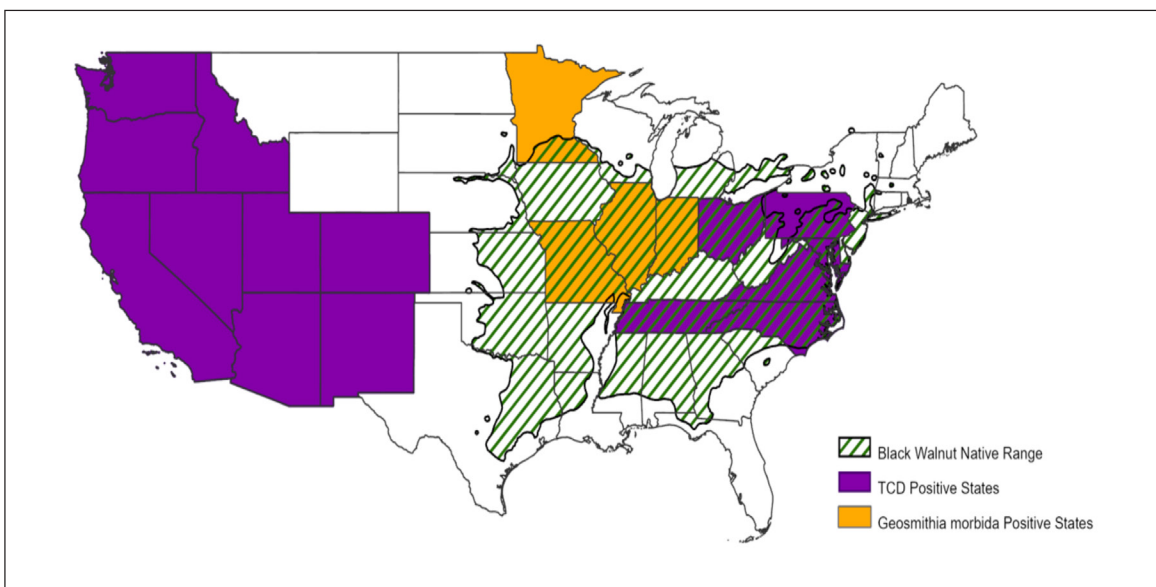 Black Walnut Native Range
TCD Positive States
Geosmithia morbida Positive States